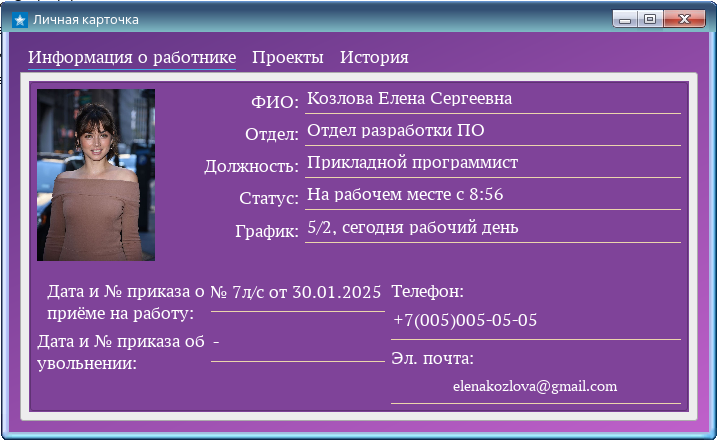 Личная карточка
Информация о работнике Проекты История
ФИО: Козлова Елена Сергеевна
Отдел: Отдел разработки ПО
Должность: Прикладной программист
Статус: На рабочем месте с 8:56
График: 5/2, сегодня рабочий день
Дата и № приказа о
приёме на работу:
№ 7л/с от 30.01.2025
Дата и № приказа об
увольнении:
-
Телефон:
+7(005)005-05-05
Эл. почта:
elenakozlova@gmail.com